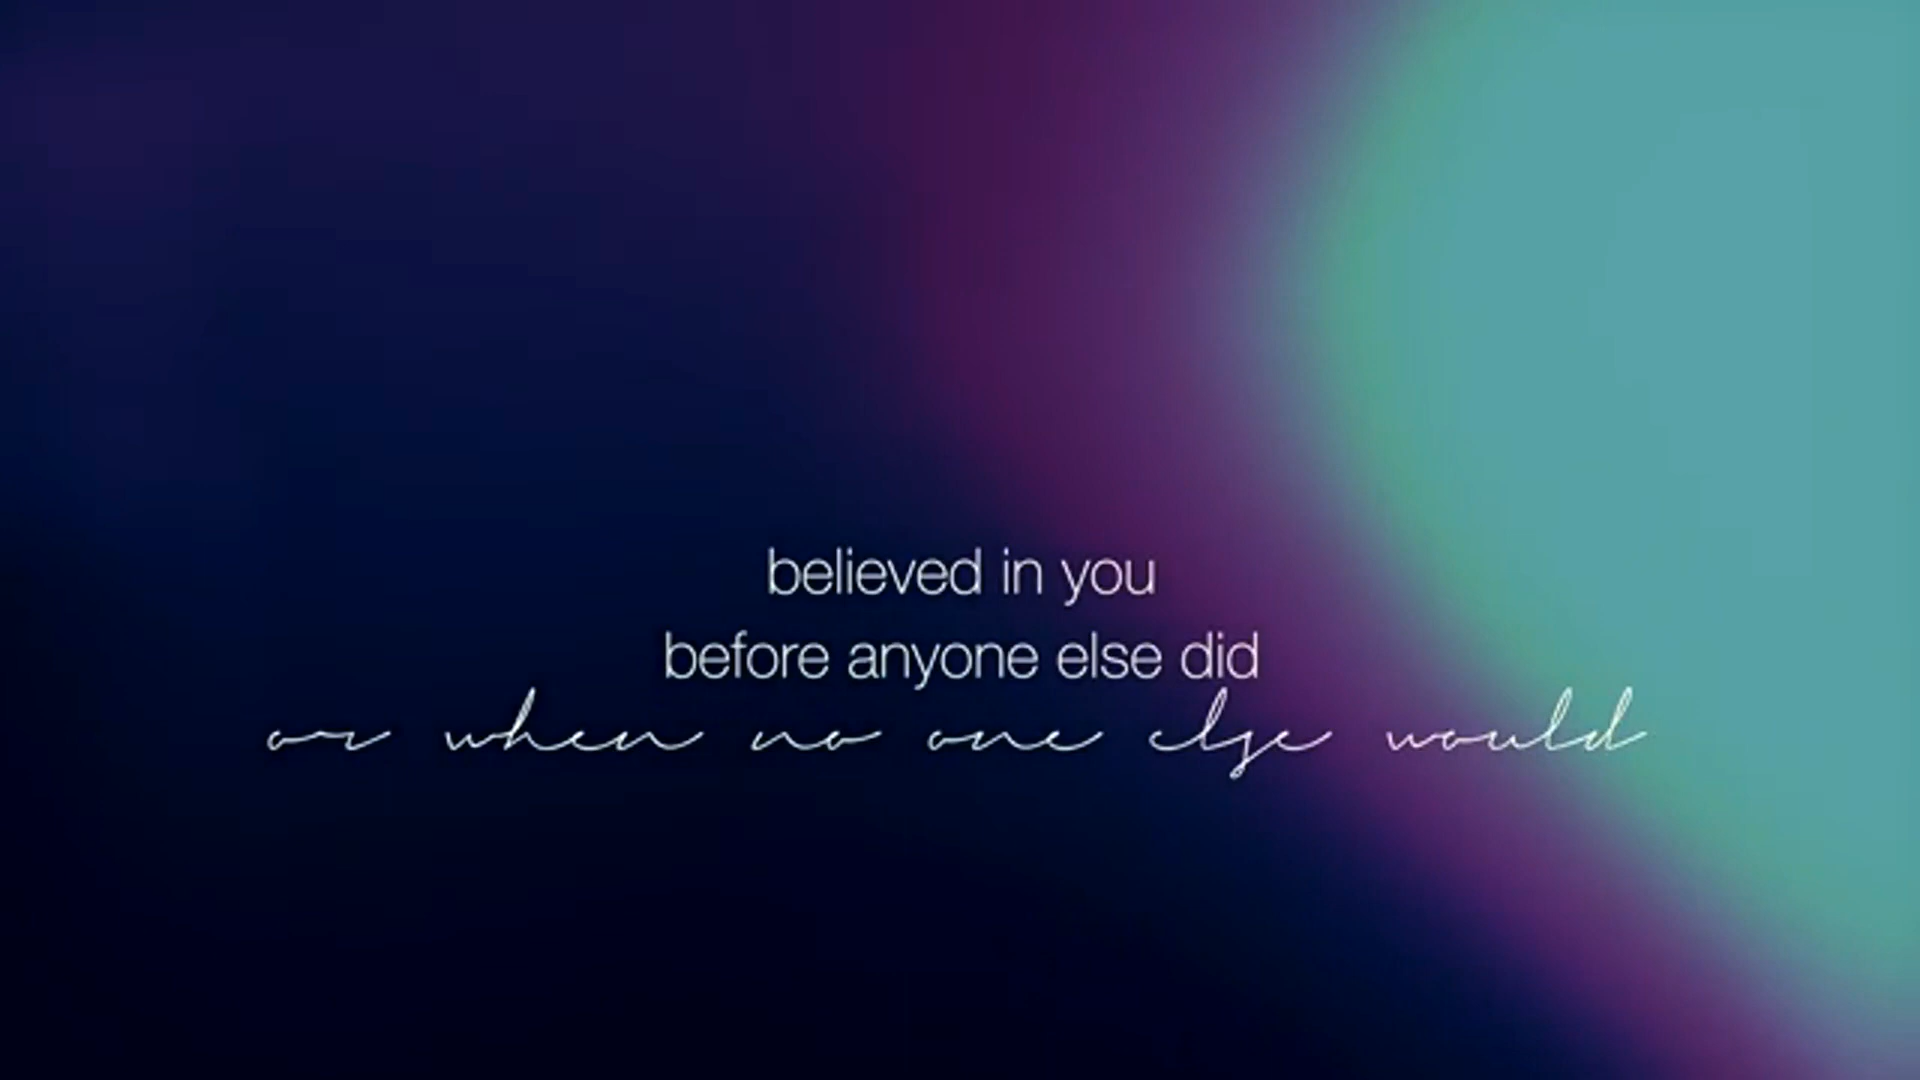 believed in you
before anyone else did
or when no one else would